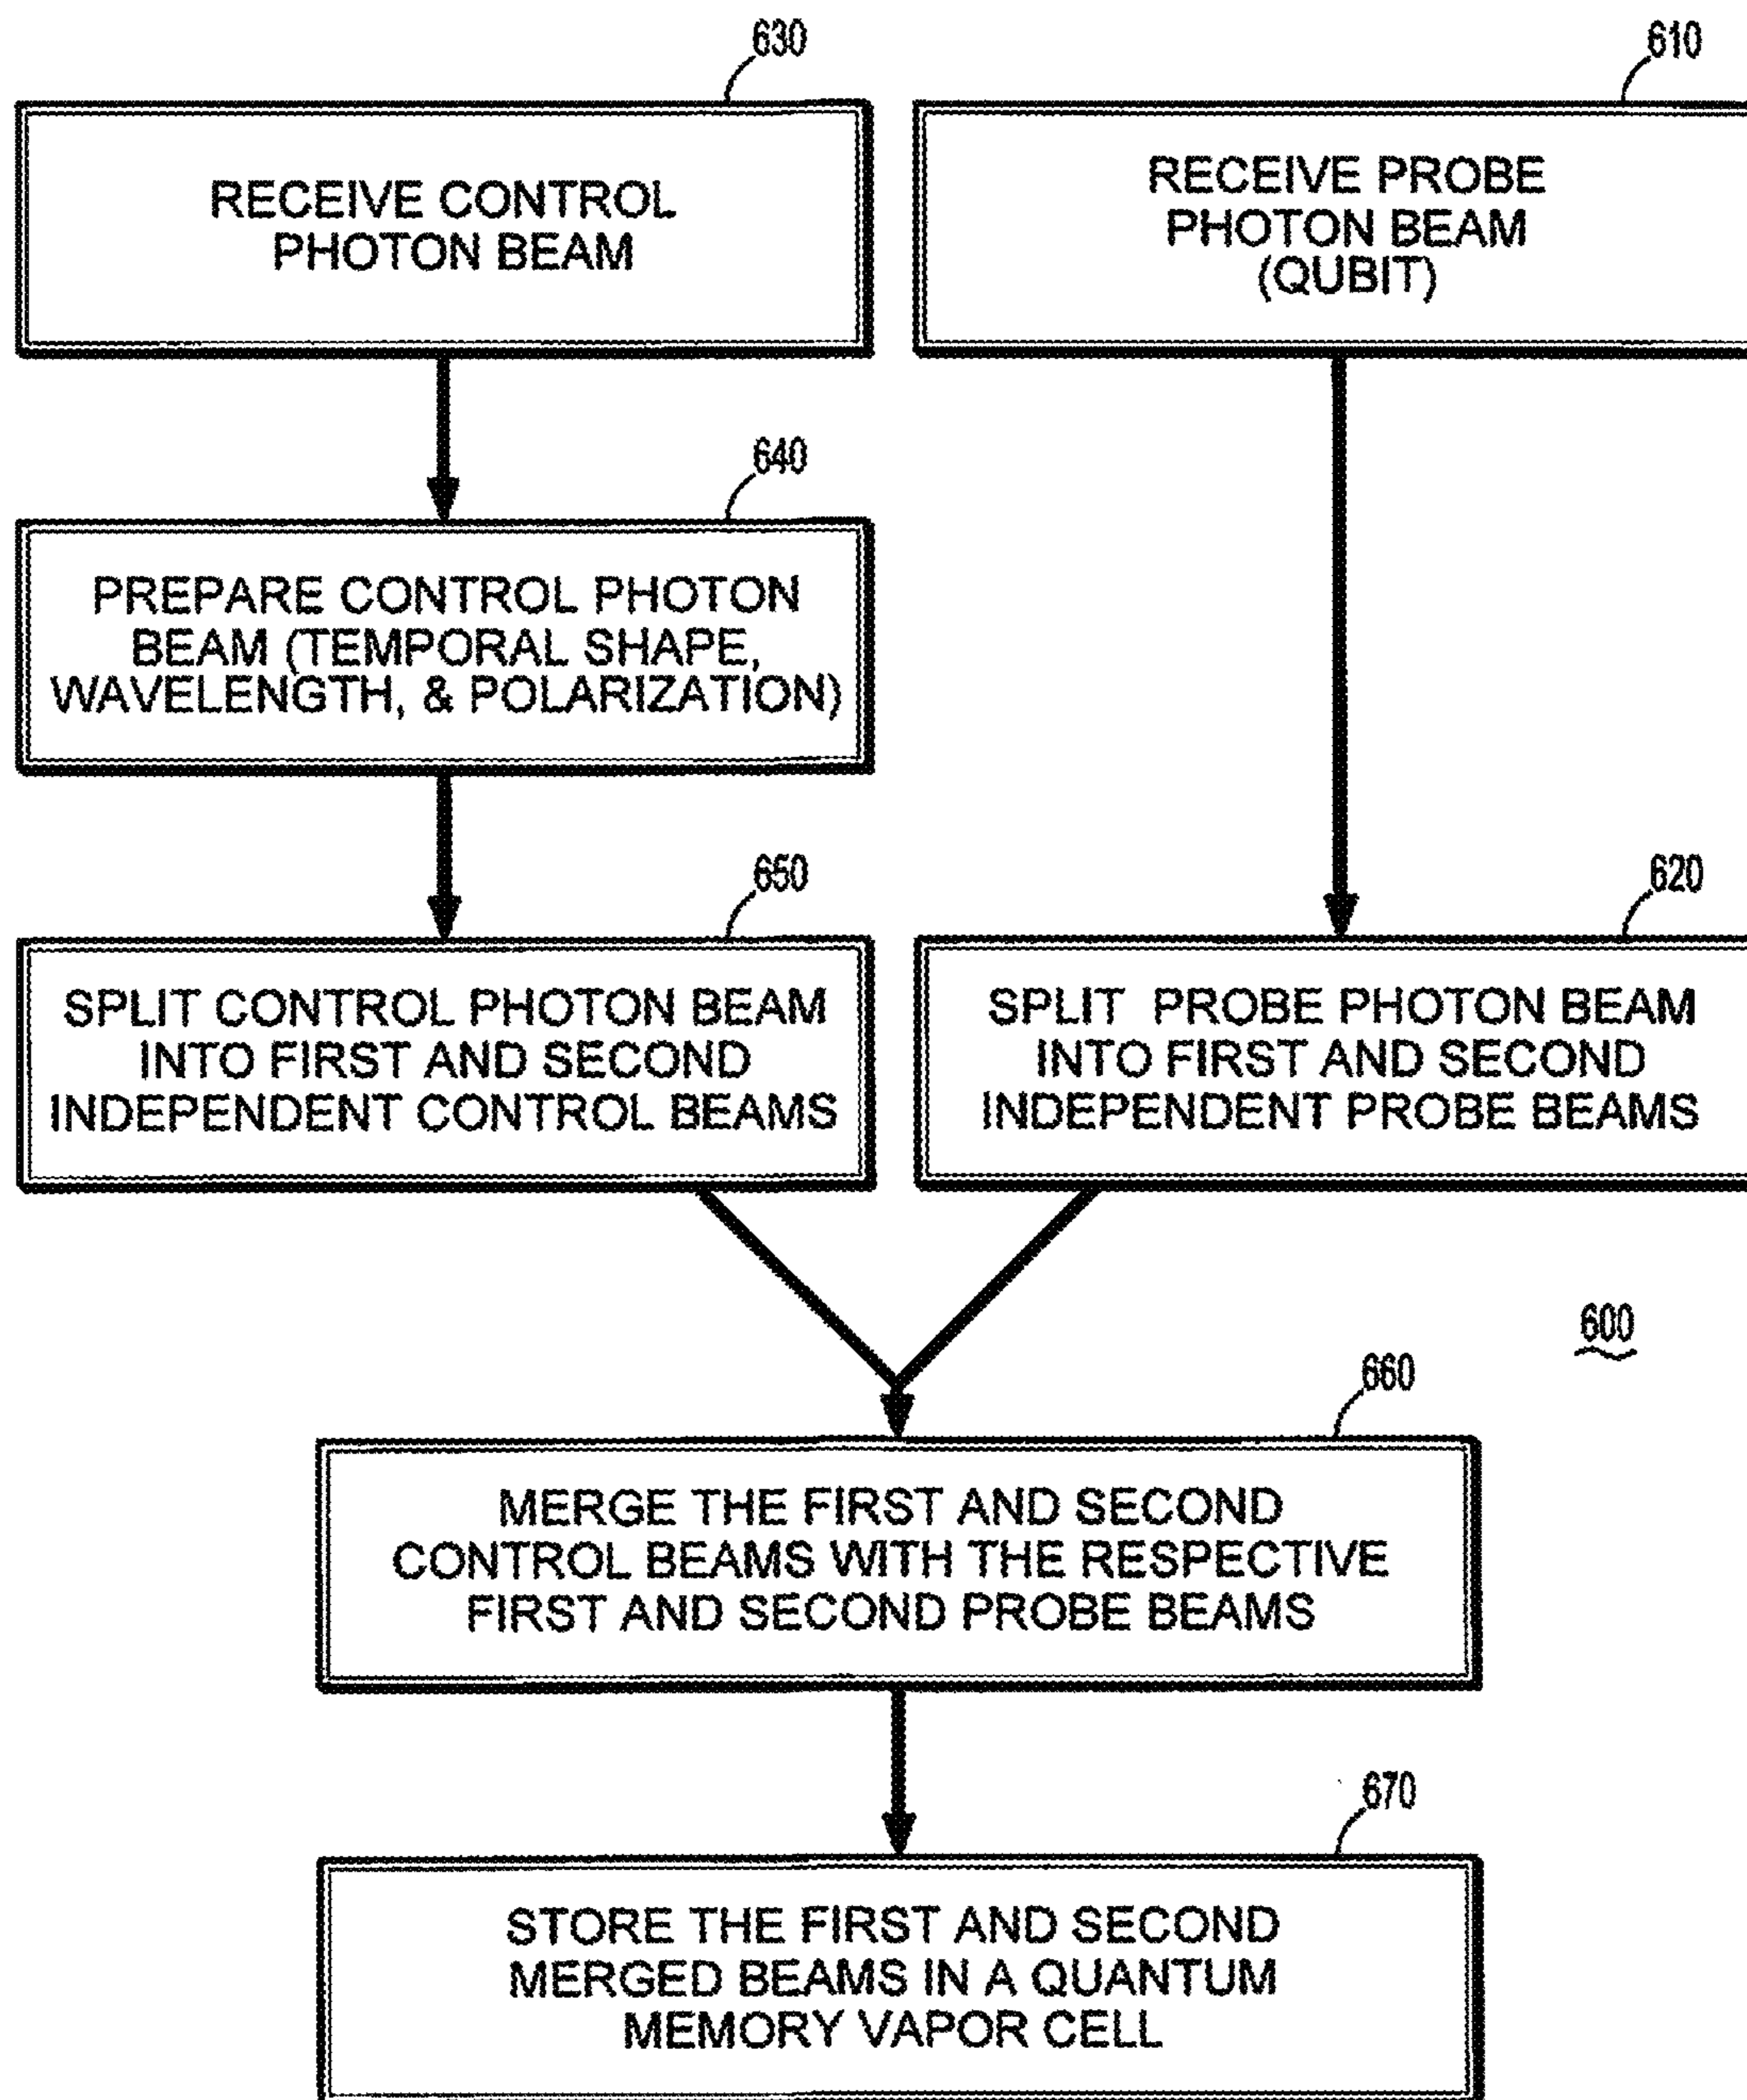 630
RECEIVE CONTROL
PHOTON BEAM
610
RECEIVE PROBE
PHOTON BEAM
(QUBIT)
640
PREPARE CONTROL PHOTON
BEAM (TEMPORAL SHAPE,
WAVELENGTH, & POLARIZATION)
650
SPLIT CONTROL PHOTON BEAM
INTO FIRST AND SECOND
INDEPENDENT CONTROL BEAMS
620
SPLIT PROBE PHOTON BEAM
INTO FIRST AND SECOND
INDEPENDENT PROBE BEAMS
600
660
MERGE THE FIRST AND SECOND
CONTROL BEAMS WITH THE RESPECTIVE
FIRST AND SECOND PROBE BEAMS
670
STORE THE FIRST AND SECOND
MERGED BEAMS IN A QUANTUM
MEMORY VAPOR CELL